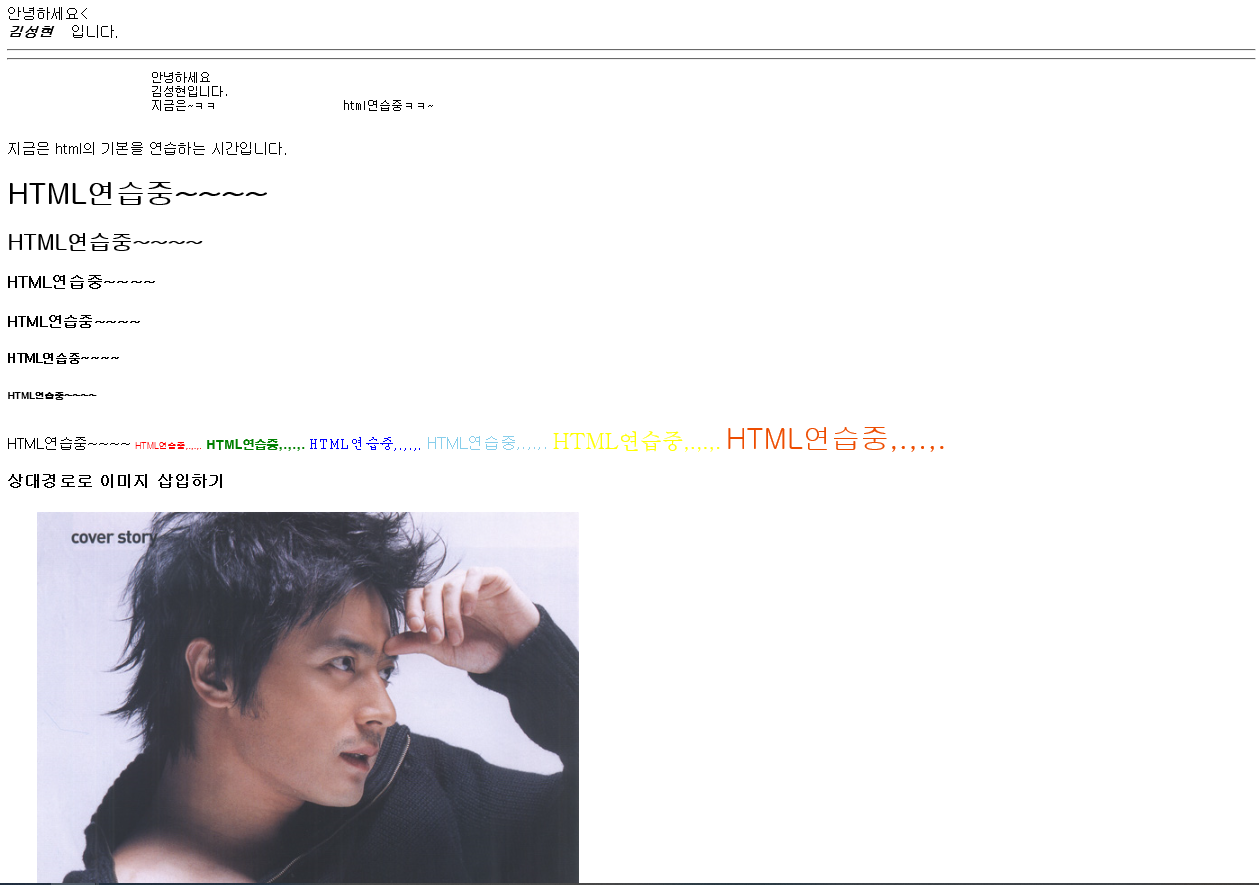 안녕하세요<
김성현 입니다.
안녕하세요
김성현입니다.
지금은~ㅋㅋ html연습중ㅋㅋ~
지금은 html의 기본을 연습하는 시간입니다.
HTML연습중~~~~
HTML연습중~~~~
HTML연습중~~~~
HTML연습중~~~~
HTML연습중~~~~
HTML연습중~~~~
HTML연습중~~~~ HTML연습중,.,.,. HTML연습중,.,.,. HTML연습중,.,.,. HTML연습중,.,.,. HTML연습중,.,.,. HTML연습중,.,.,.
상대경로로 이미지 삽입하기
cover story